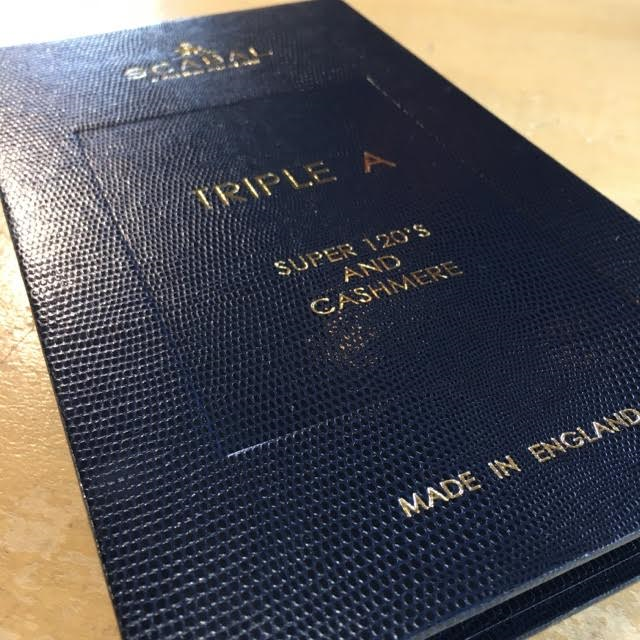 SCABAL
TRIPLE A
SUPER 120'S
AND
CASHMERE
MADE IN ENGLAND